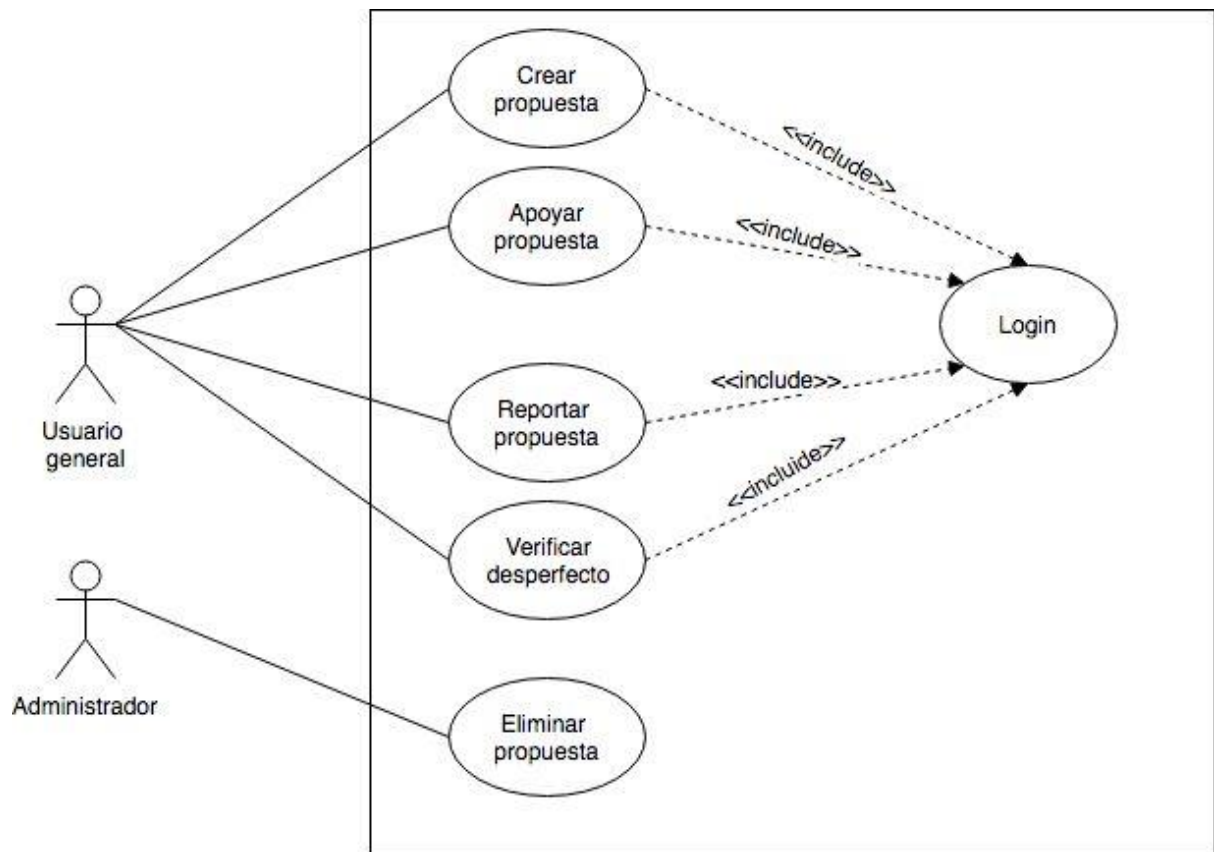 Crear
propuesta
<<include>>
Apoyar
propuesta
<<include>>
Login
Usuario
general
Reportar
propuesta
<<include>>
<<incluide>>
Verificar
desperfecto
Administrador
Eliminar
propuesta